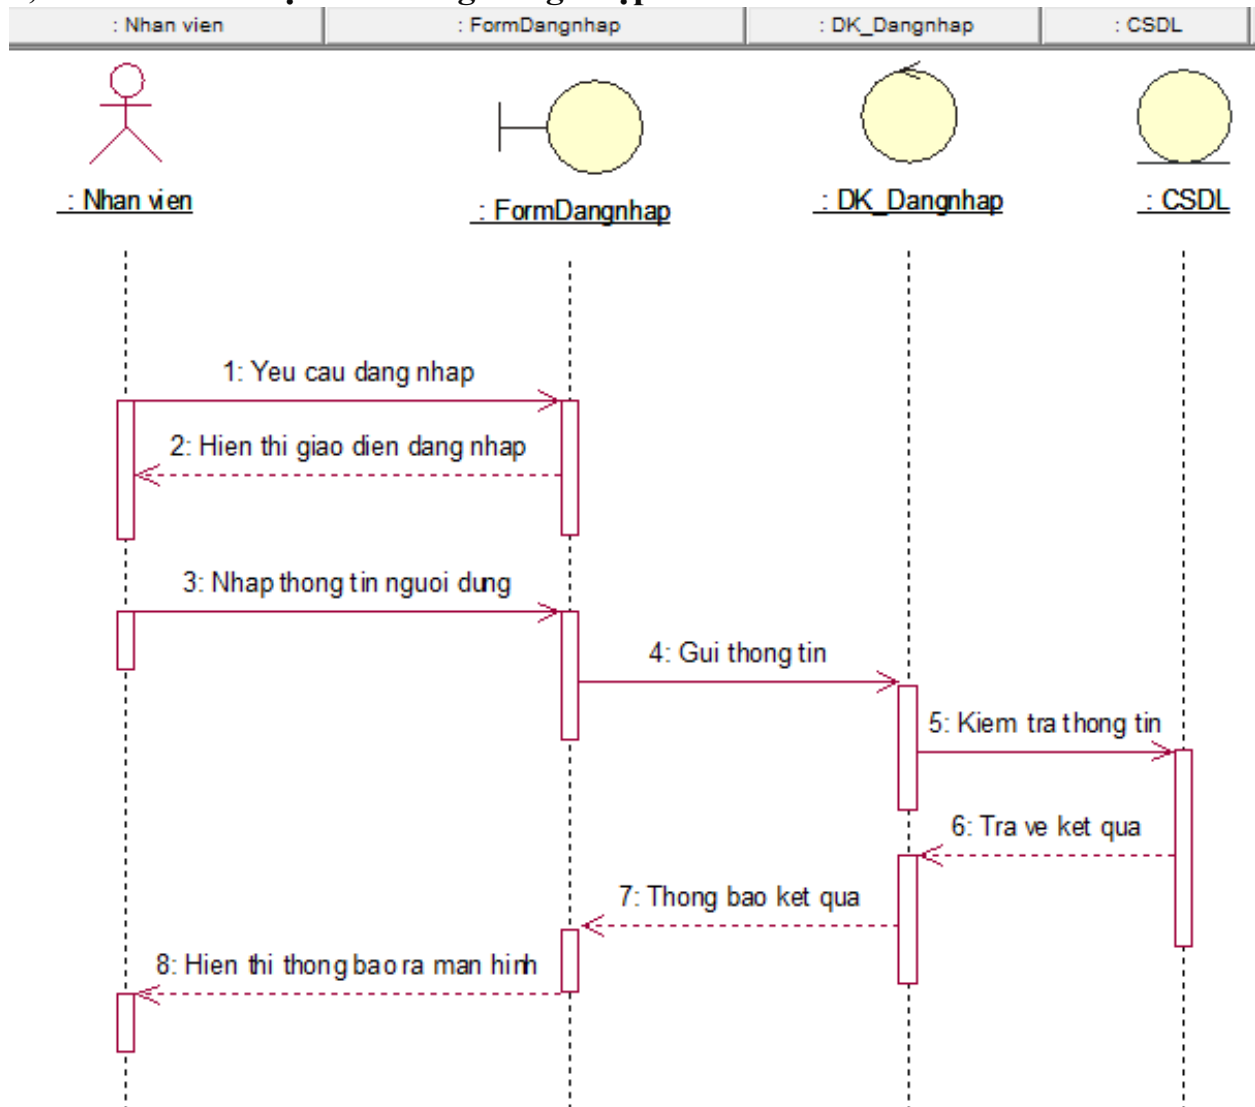 : Nhan vien : FormDangnhap : DK_Dangnhap : CSDL
: Nhan vien : FormDangnhap : DK_Dangnhap : CSDL
1: Yeu cau dang nhap
2: Hien thi giao dien dang nhap
3: Nhap thong tin nguoi dung
4: Gui thong tin
5: Kiem tra thong tin
6: Tra ve ket qua
7: Thong bao ket qua
8: Hien thi thong bao ra man hinh